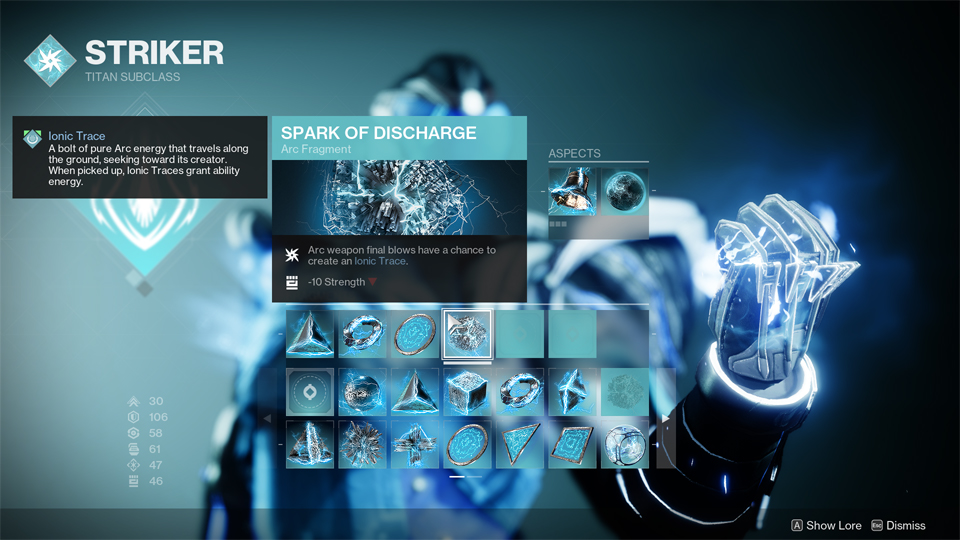 STRIKER
TITAN SUBCLASS
Ionic Trace
A bolt of pure Arc energy that travels along
the ground, seeking toward its creator.
When picked up, Ionic Traces grant ability
energy.
SPARK OF DISCHARGE
Arc Fragment
Arc weapon final blows have a chance to
create an Ionic Trace.
-10 Strength
ASPECTS
30
106
58
61
47
46
A Show Lore Esc Dismiss